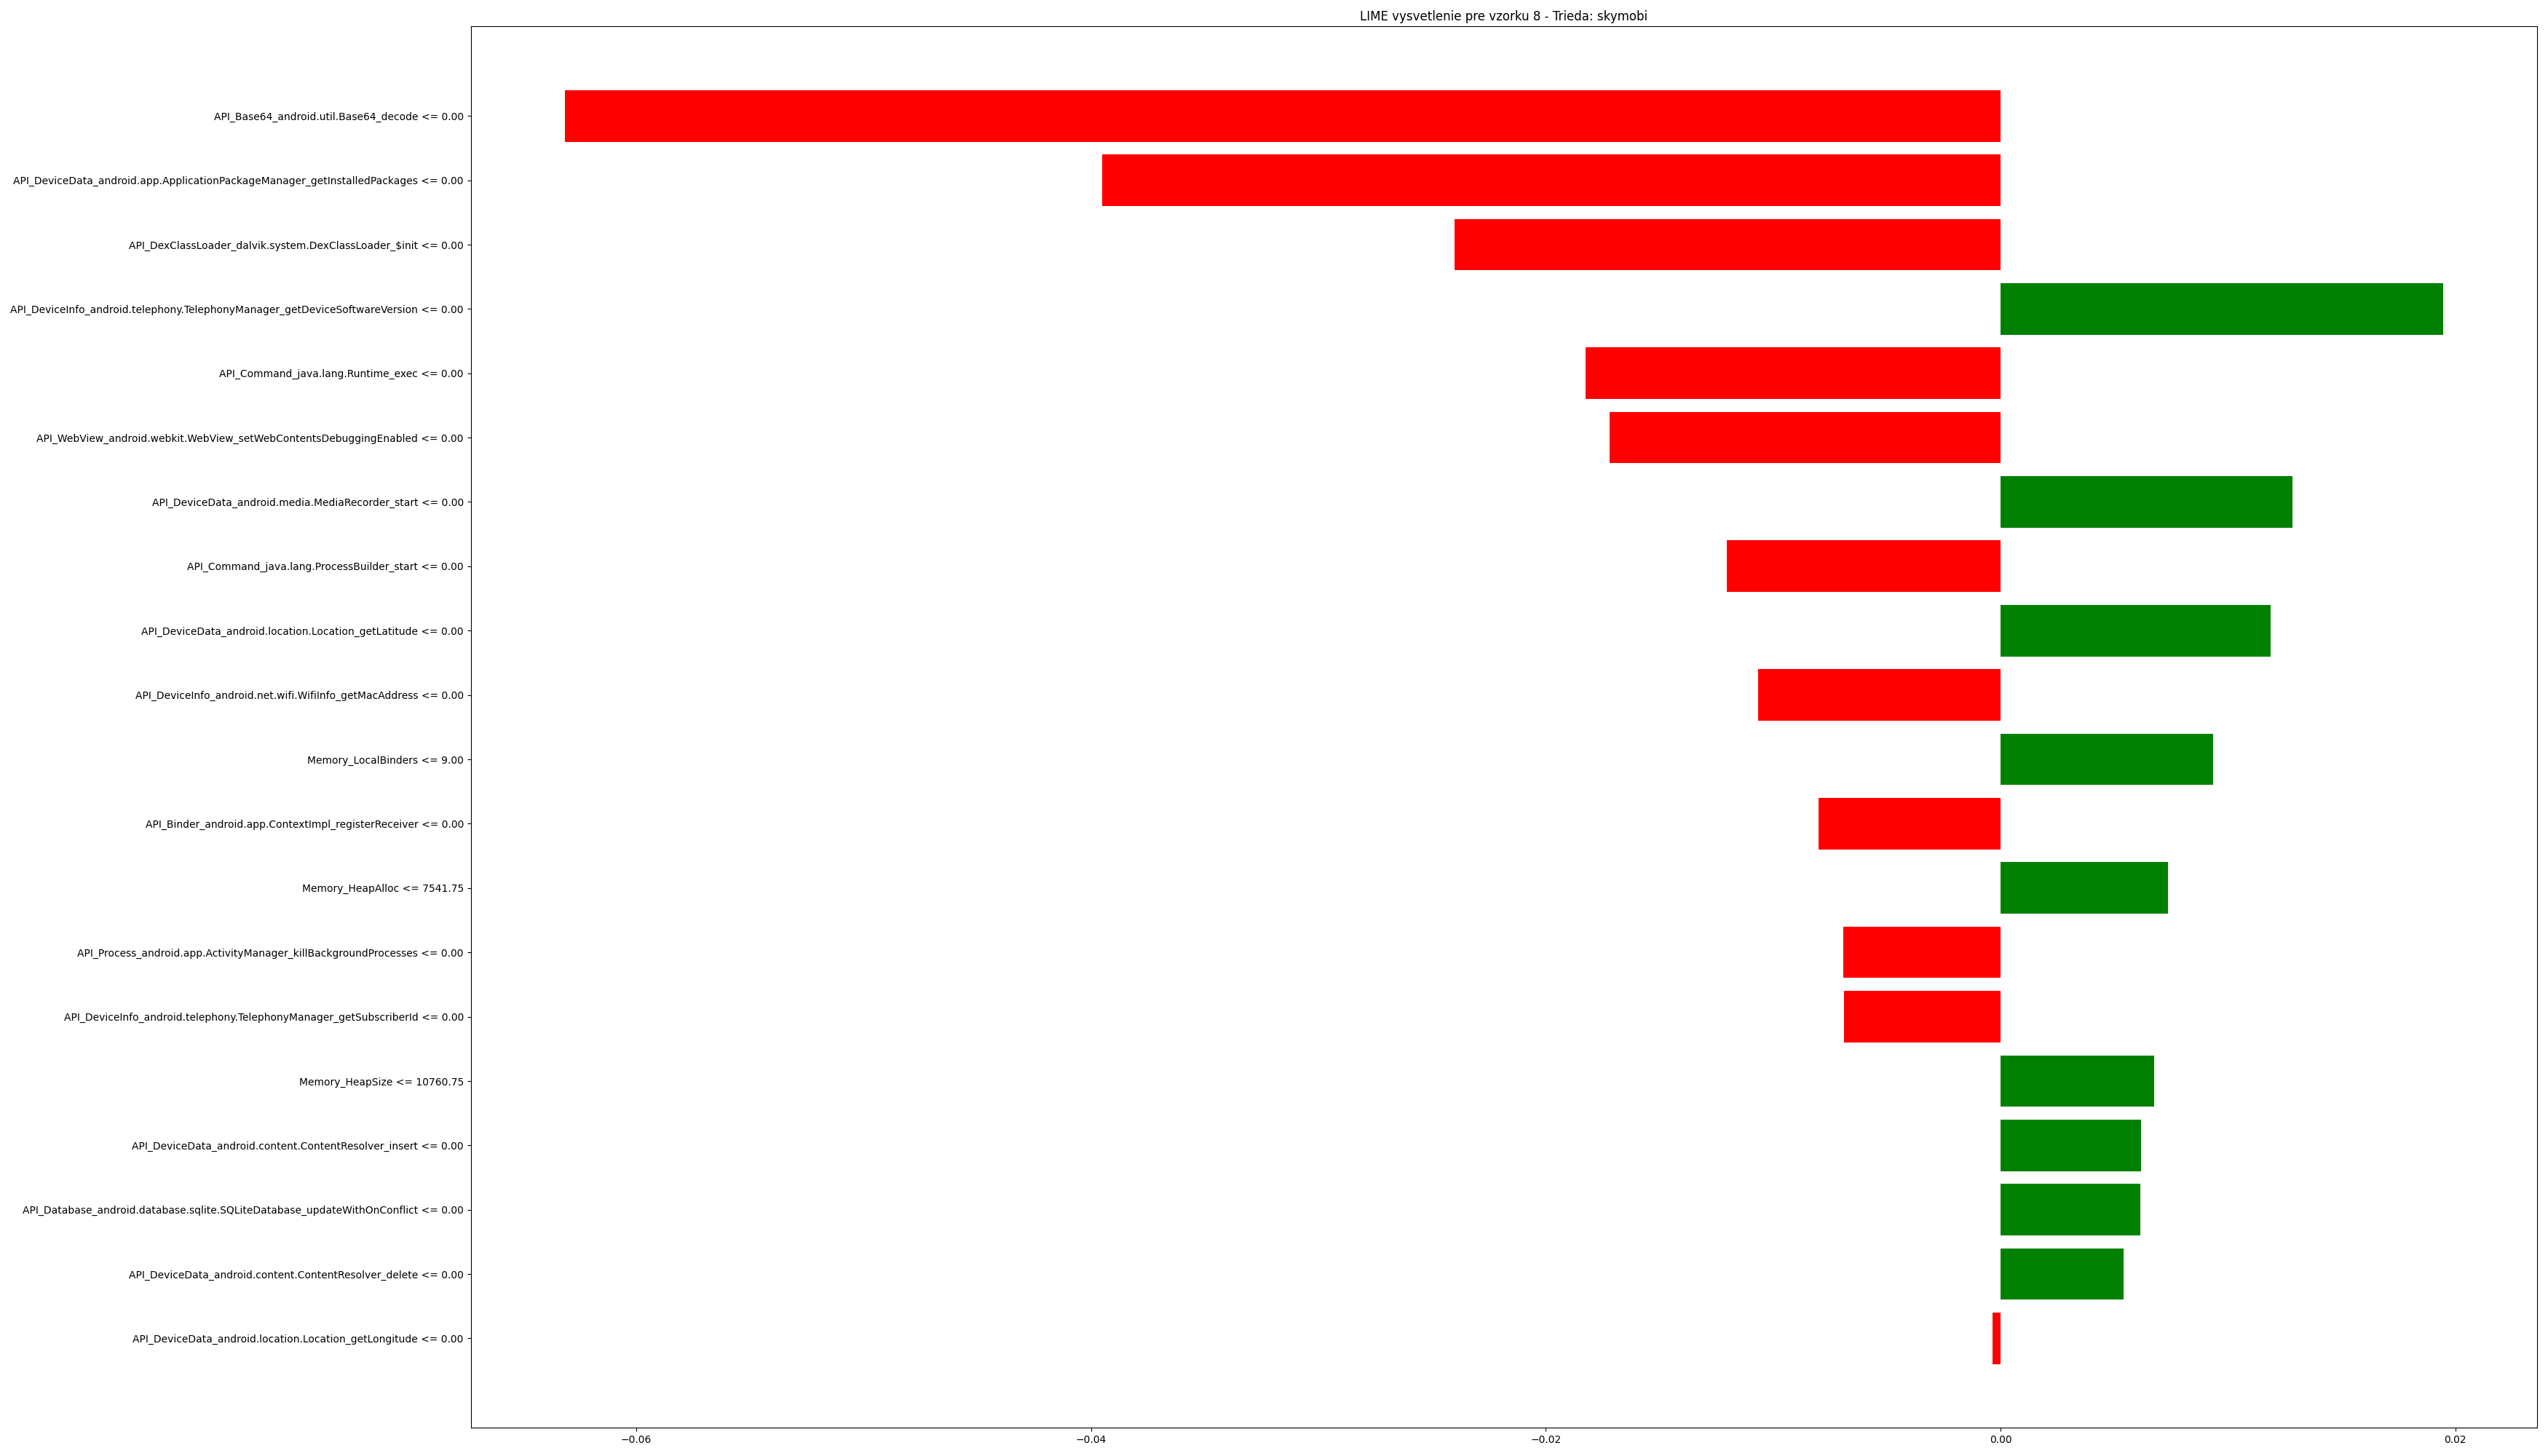 LIME vysvetlenie pre vzorku 8 - Trieda: skymobi
API_Base64_android.util.Base64_decode <= 0.00
API_DeviceData_android.app.ApplicationPackageManager_getInstalledPackages <= 0.00
API_DexClassLoader_dalvik.system.DexClassLoader_$init <= 0.00
API_DeviceInfo_android.telephony.TelephonyManager_getDeviceSoftwareVersion <= 0.00
API_Command_java.lang.Runtime_exec <= 0.00
API_WebView_android.webkit.WebView_setWebContentsDebuggingEnabled <= 0.00
API_DeviceData_android.media.MediaRecorder_start <= 0.00
API_Command_java.lang.ProcessBuilder_start <= 0.00
API_DeviceData_android.location.Location_getLatitude <= 0.00
API_DeviceInfo_android.net.wifi.WifiInfo_getMacAddress <= 0.00
Memory_LocalBinders <= 9.00
API_Binder_android.app.ContextImpl_registerReceiver <= 0.00
Memory_HeapAlloc <= 7541.75
API_Process_android.app.ActivityManager_killBackgroundProcesses <= 0.00
API_DeviceInfo_android.telephony.TelephonyManager_getSubscriberId <= 0.00
Memory_HeapSize <= 10760.75
API_DeviceData_android.content.ContentResolver_insert <= 0.00
API_Database_android.database.sqlite.SQLiteDatabase_updateWithOnConflict <= 0.00
API_DeviceData_android.content.ContentResolver_delete <= 0.00
API_DeviceData_android.location.Location_getLongitude <= 0.00
−0.06 −0.04 −0.02 0.00 0.02